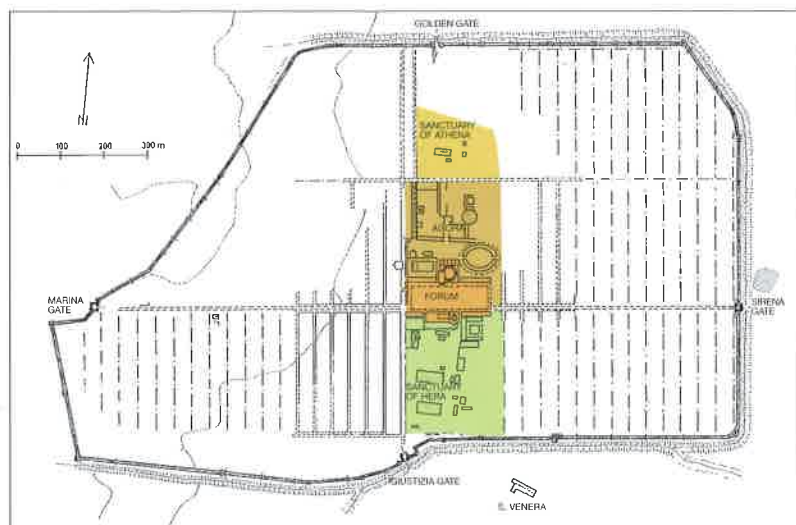 GOLDEN GATE
N
0 100 200 300 m
SANCTUARY
OF ATHENA
AGORA
MARINA
GATE
FORUM
SIRENA
GATE
SANCTUARY
OF HERA
GIUSTIZIA GATE
S. VENERA